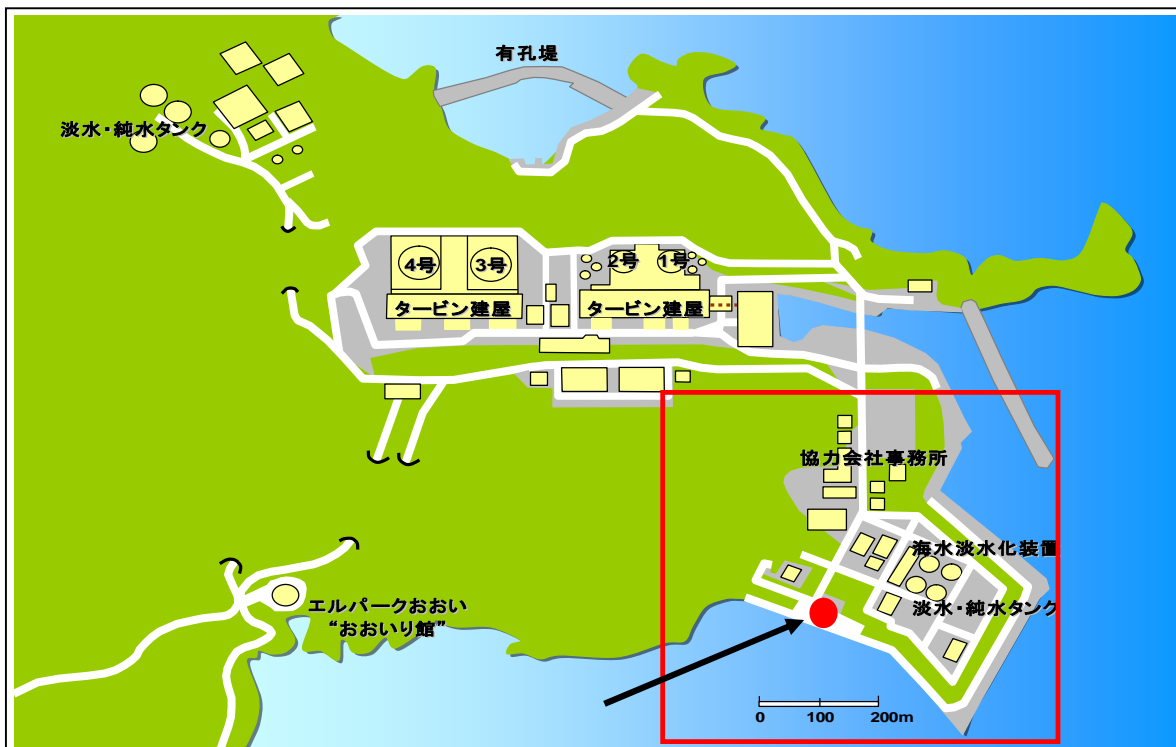 有孔堤
淡水・純水タンク
4号
3号
2号
1号
タービン建屋
タービン建屋
協力会社事務所
海水淡水化装置
淡水・純水タンク
エルパークおおい
“おおいり館”
0 100 200m